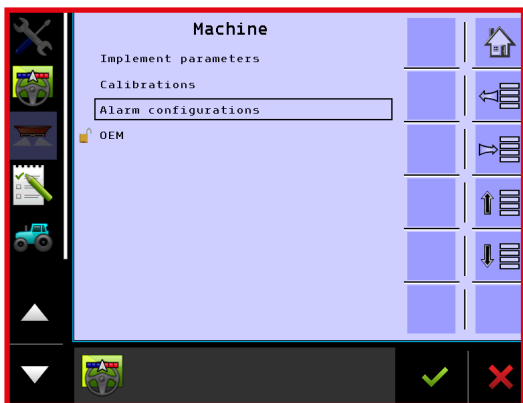 Machine
Implement parameters
Calibrations
Alarm configurations
OEM